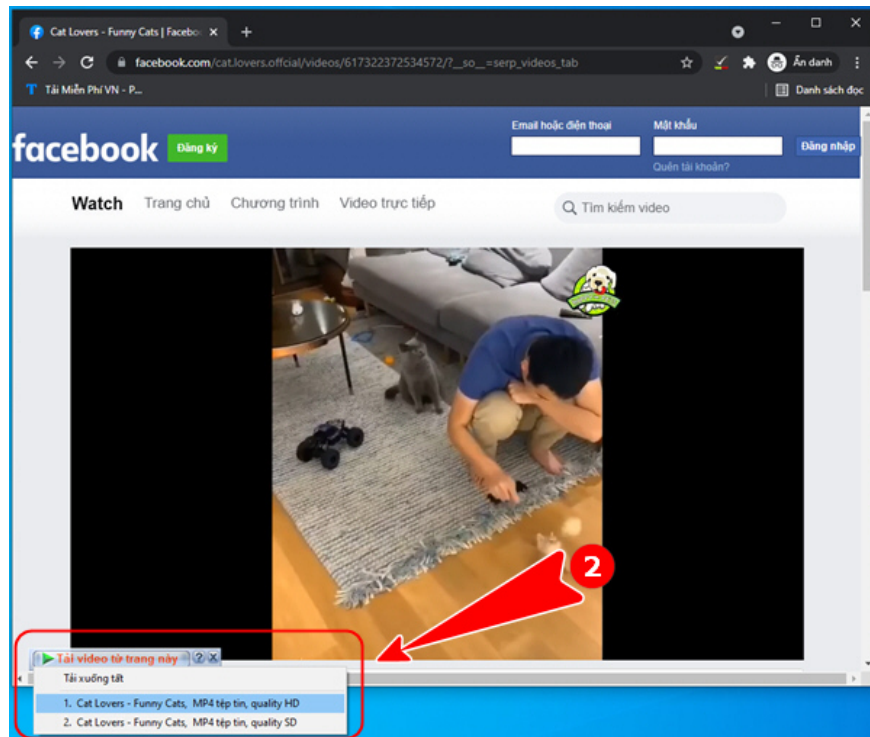 Cat Lovers - Funny Cats | Facebo
facebook.com/cat.lovers.offcial/videos/617322372534572/?__so__=serp_videos_tab
Ẩn danh
T Tải Miễn Phí VN - P...
Danh sách đọc
Email hoặc điện thoại Mật khẩu
facebook Đăng ký Đăng nhập
Quên tài khoản?
Watch Trang chủ Chương trình Video trực tiếp Tìm kiếm video
2
Tải video từ trang này ? X
Tải xuống tất
1. Cat Lovers - Funny Cats, MP4 tệp tin, quality HD
2. Cat Lovers - Funny Cats, MP4 tệp tin, quality SD